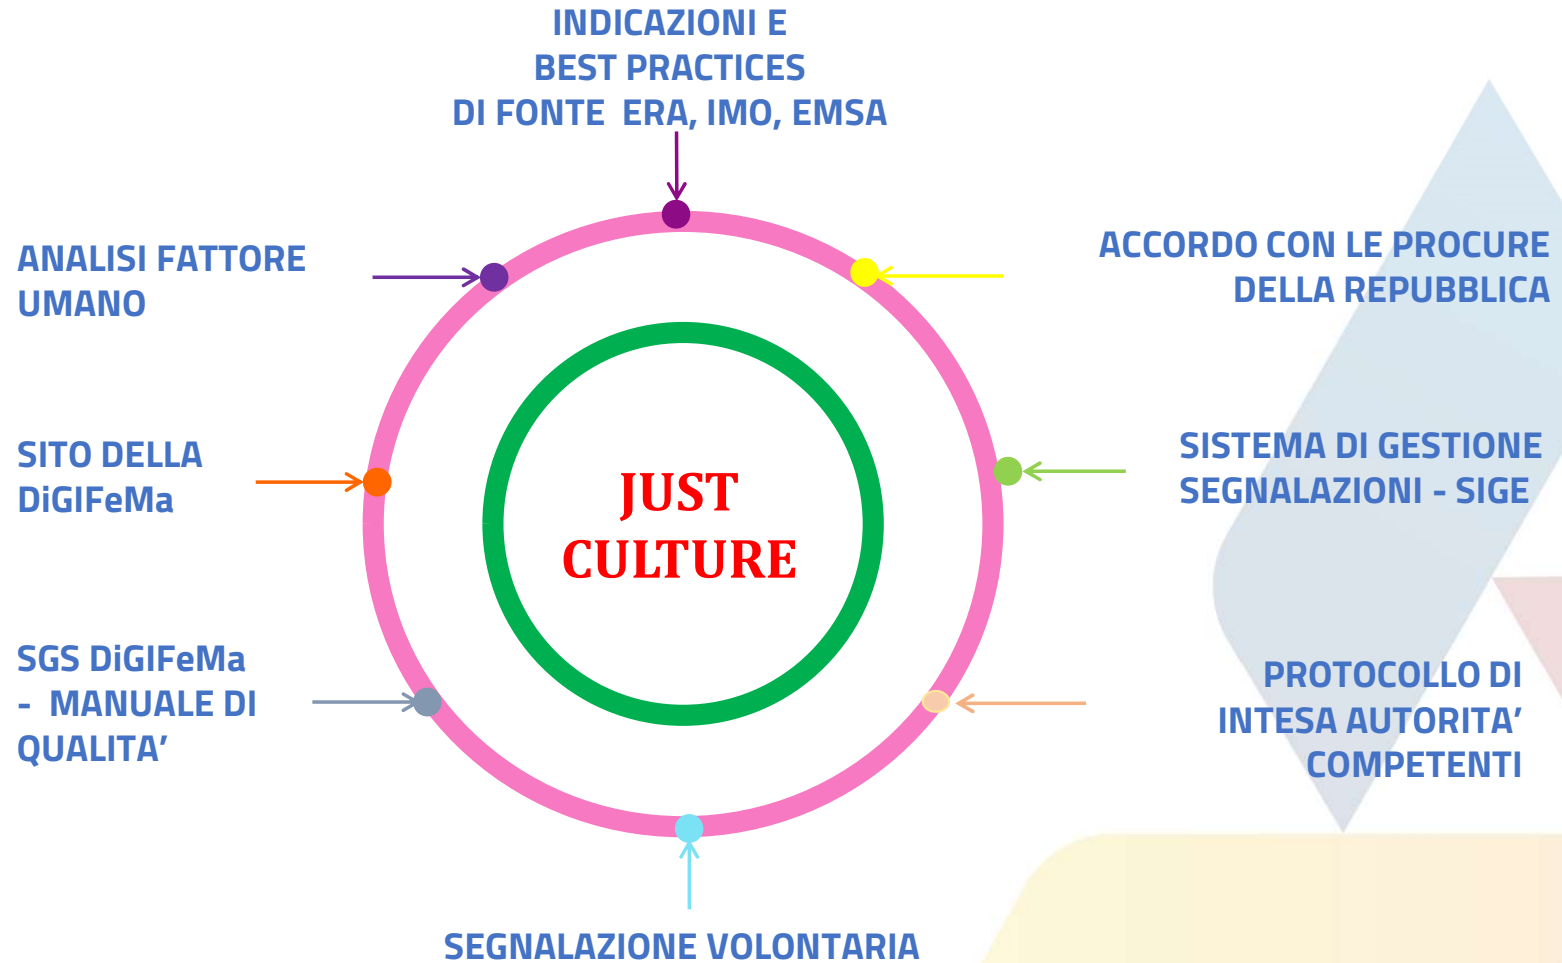 INDICAZIONI E
BEST PRACTICES
DI FONTE ERA, IMO, EMSA
ANALISI FATTORE
UMANO
ACCORDO CON LE PROCURE
DELLA REPUBBLICA
SITO DELLA
DiGIFeMa
SISTEMA DI GESTIONE
SEGNALAZIONI - SIGE
JUST
CULTURE
SGS DiGIFeMa
- MANUALE DI
QUALITA’
PROTOCOLLO DI
INTESA AUTORITA’
COMPETENTI
SEGNALAZIONE VOLONTARIA